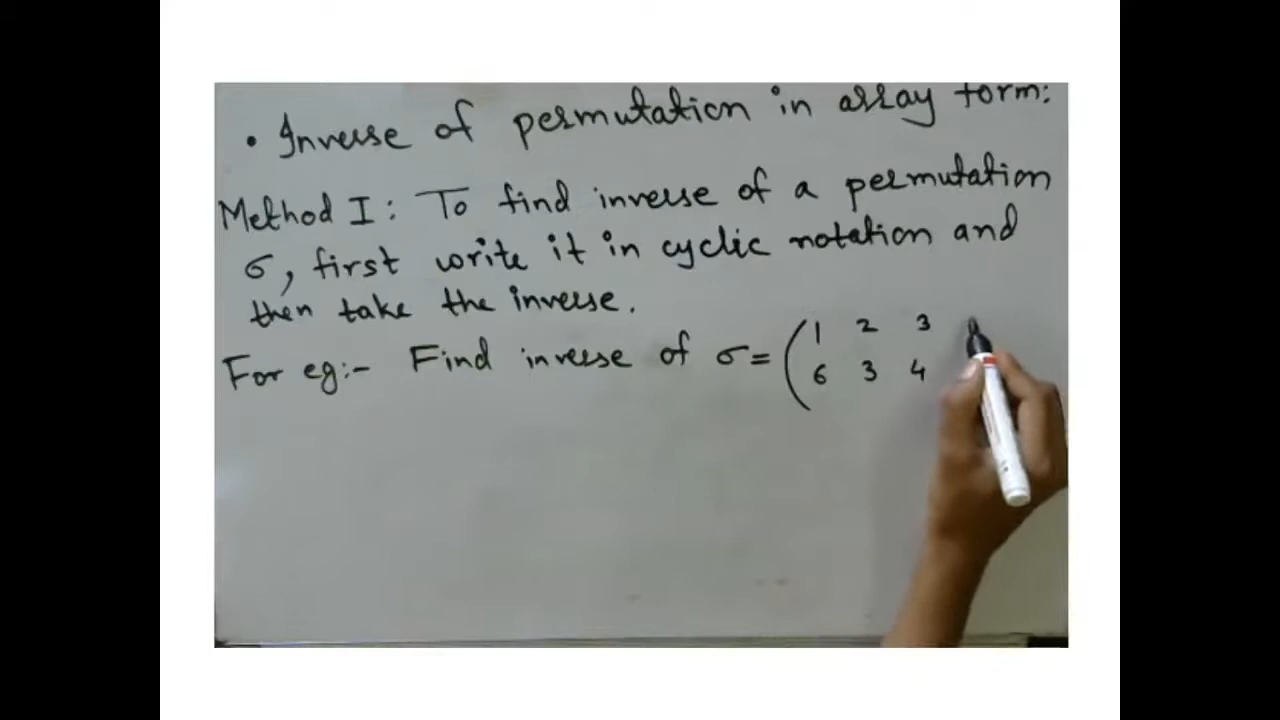 • Inverse of permutation in array form:
Method I: To find inverse of a permutation
σ, first write it in cyclic notation and
then take the inverse.
For eg:- Find inverse of σ = ( 1 2 3
6 3 4